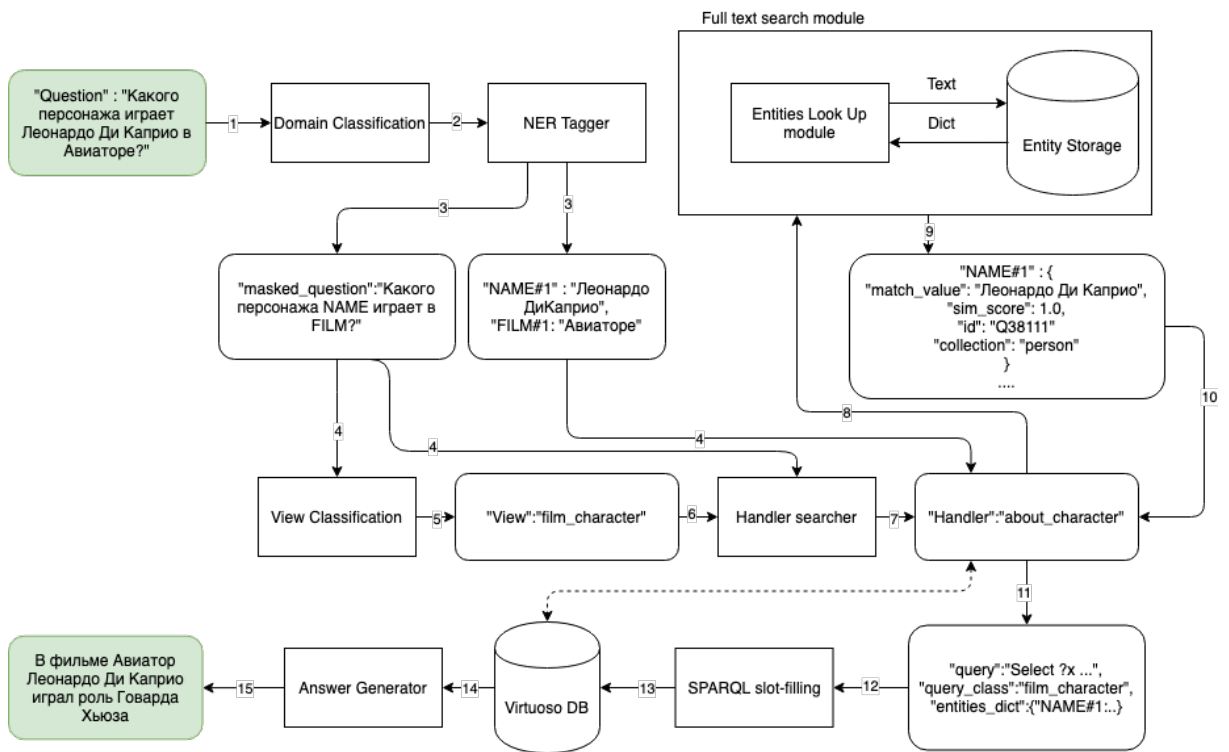 Full text search module
"Question" : "Какого
персонажа играет
Леонардо Ди Каприо в
Авиаторе?"
1
Domain Classification
2
NER Tagger
Entities Look Up
module
Text
Dict
Entity Storage
3
3
9
"masked_question":"Какого
персонажа NAME играет в
FILM?"
"NAME#1" : "Леонардо
ДиКаприо",
"FILM#1: "Авиаторе"
"NAME#1" : {
"match_value": "Леонардо Ди Каприо",
"sim_score": 1.0,
"id": "Q38111"
"collection": "person"
}
....
10
8
4
4
4
View Classification
5
"View":"film_character"
6
Handler searcher
7
"Handler":"about_character"
11
В фильме Авиатор
Леонардо Ди Каприо
играл роль Говарда
Хьюза
15
Answer Generator
14
Virtuoso DB
13
SPARQL slot-filling
12
"query":"Select ?x ...",
"query_class":"film_character",
"entities_dict":{"NAME#1:..}